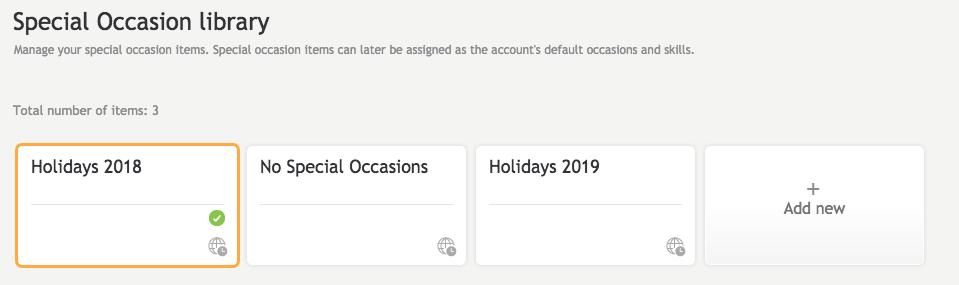 Special Occasion library
Manage your special occasion items. Special occasion items can later be assigned as the account's default occasions and skills.
Total number of items: 3
Holidays 2018
No Special Occasions
Holidays 2019
+
Add new